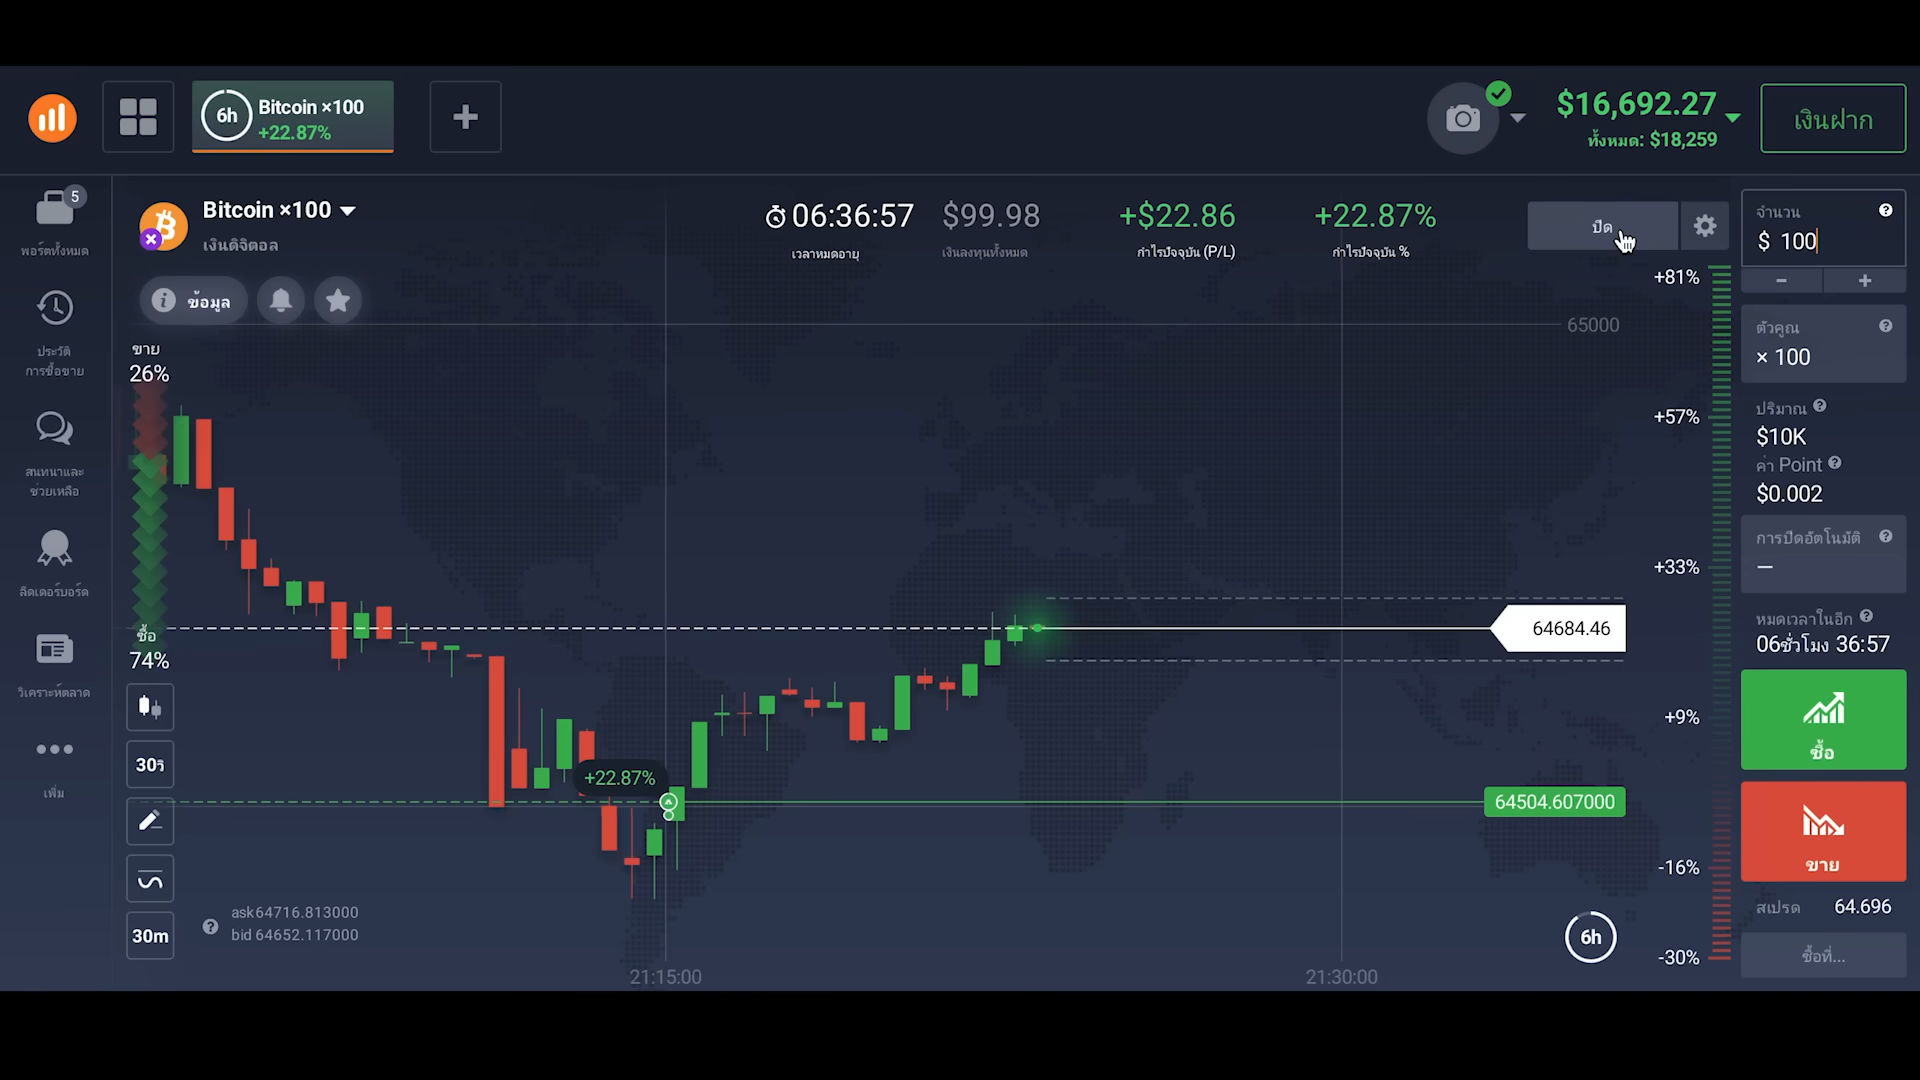 6h
Bitcoin ×100
+22.87%
$16,692.27
ทั้งหมด: $18,259
เงินฝาก
5
พอร์ตทั้งหมด
ประวัติ
การซื้อขาย
สนทนาและ
ช่วยเหลือ
ลีดเดอร์บอร์ด
วิเคราะห์ตลาด
เพิ่ม
Bitcoin ×100
เงินดิจิตอล
ข้อมูล
06:36:57
เวลาหมดอายุ
$99.98
เงินลงทุนทั้งหมด
+$22.86
กำไรปัจจุบัน (P/L)
+22.87%
กำไรปัจจุบัน %
ปิด
ขาย
26%
ซื้อ
74%
30วิ
30m
ask64716.813000
bid 64652.117000
+22.87%
21:15:00
21:30:00
65000
64684.46
64504.607000
6h
+81%
+57%
+33%
+9%
-16%
-30%
จำนวน
$ 100
−
+
ตัวคูณ
× 100
ปริมาณ
$10K
ค่า Point
$0.002
การปิดอัตโนมัติ
—
หมดเวลาในอีก
06ชั่วโมง 36:57
ซื้อ
ขาย
สเปรด 64.696
ซื้อที่...